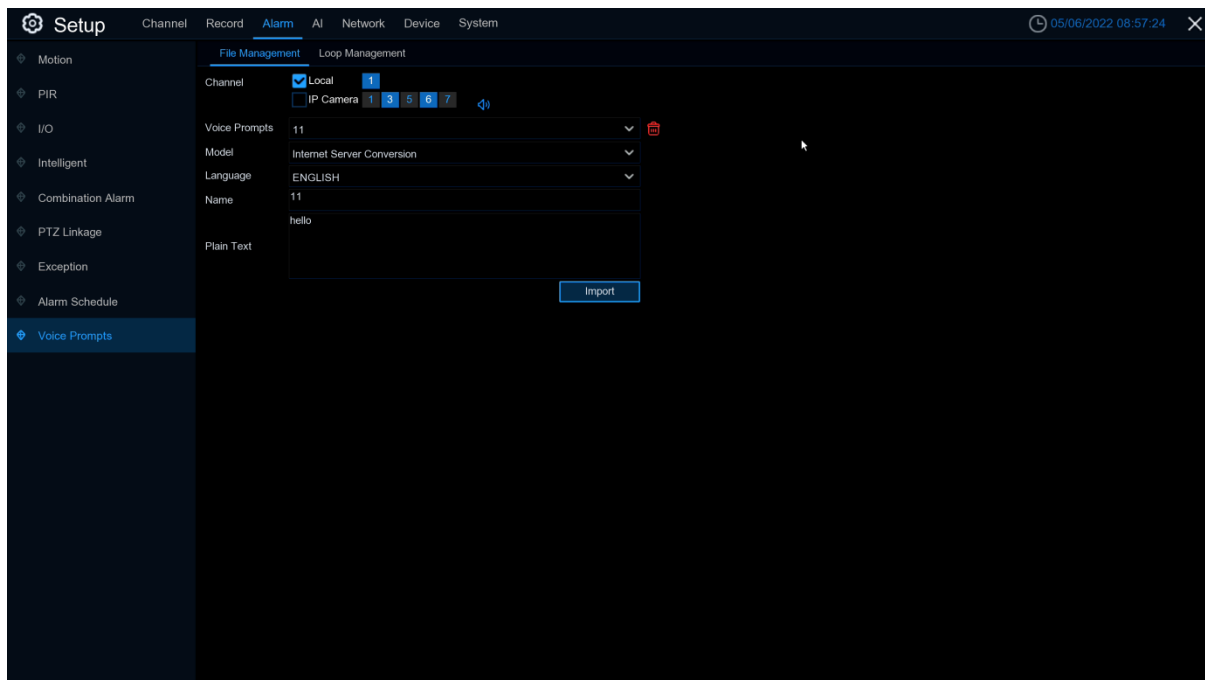 Setup Channel Record Alarm AI Network Device System 05/06/2022 08:57:24
File Management Loop Management
Motion
PIR
I/O
Intelligent
Combination Alarm
PTZ Linkage
Exception
Alarm Schedule
Voice Prompts
Channel Local 1
IP Camera 1 3 5 6 7
Voice Prompts 11
Model Internet Server Conversion
Language ENGLISH
Name 11
Plain Text hello
Import